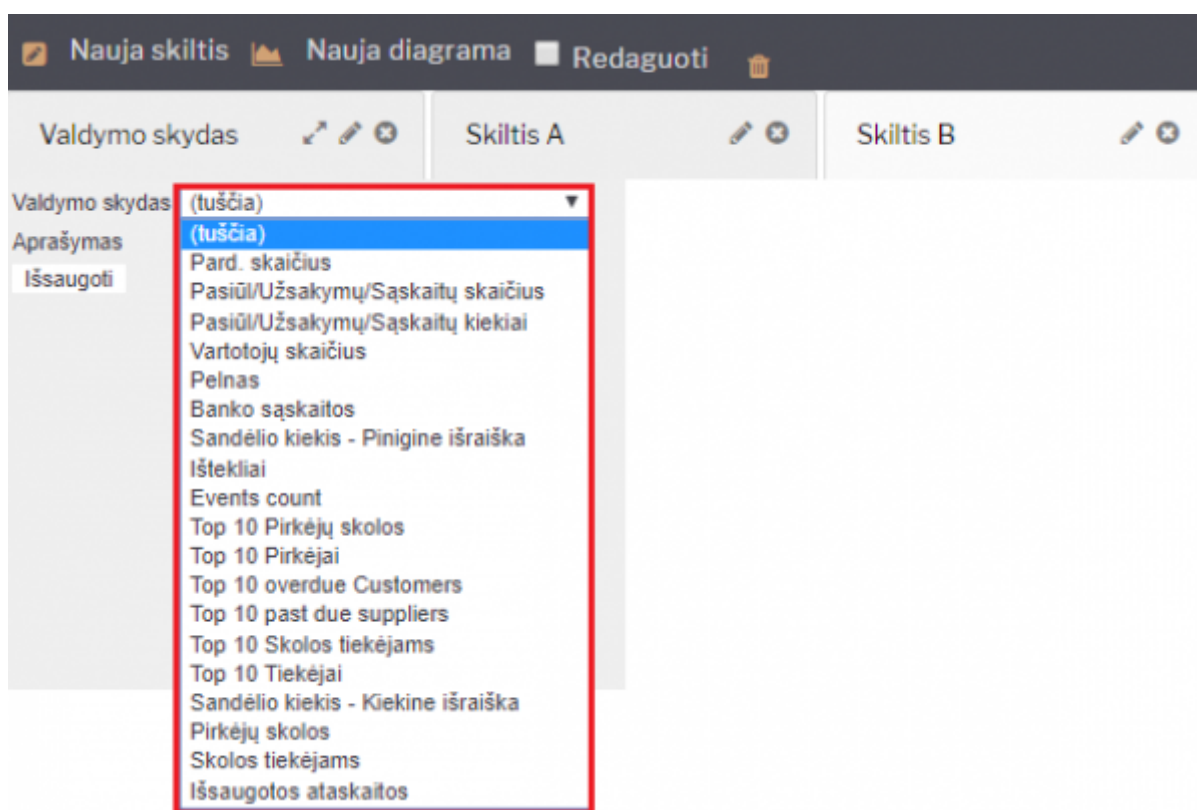 Nauja skiltis Nauja diagrama Redaguoti
Valdymo skydas Skiltis A Skiltis B
Valdymo skydas (tuščia)
Aprašymas
Išsaugoti
(tuščia)
Pard. skaičius
Pasiūl/Užsakymų/Sąskaitų skaičius
Pasiūl/Užsakymų/Sąskaitų kiekiai
Vartotojų skaičius
Pelnas
Banko sąskaitos
Sandėlio kiekis - Pinigine išraiška
Ištekliai
Events count
Top 10 Pirkėjų skolos
Top 10 Pirkėjai
Top 10 overdue Customers
Top 10 past due suppliers
Top 10 Skolos tiekėjams
Top 10 Tiekėjai
Sandėlio kiekis - Kiekine išraiška
Pirkėjų skolos
Skolos tiekėjams
Išsaugotos ataskaitos